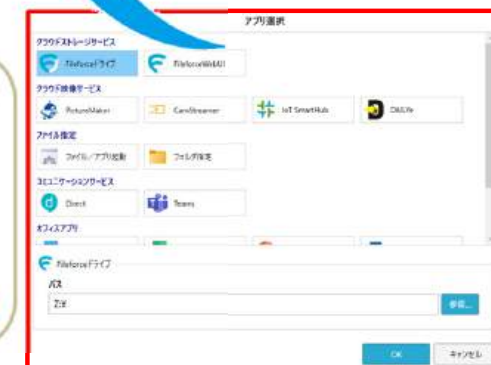 アプリ選択
クラウドストレージサービス
Fileforceドライブ
FileforceWebUI
クラウド映像サービス
PictureMaker
CamStreamer
IoT SmartHub
ファイル指定
ファイル/アプリ起動
フォルダ指定
コミュニケーションサービス
Direct
Teams
オフィスアプリ
Fileforceドライブ
パス
Z:¥
参照...
OK
キャンセル